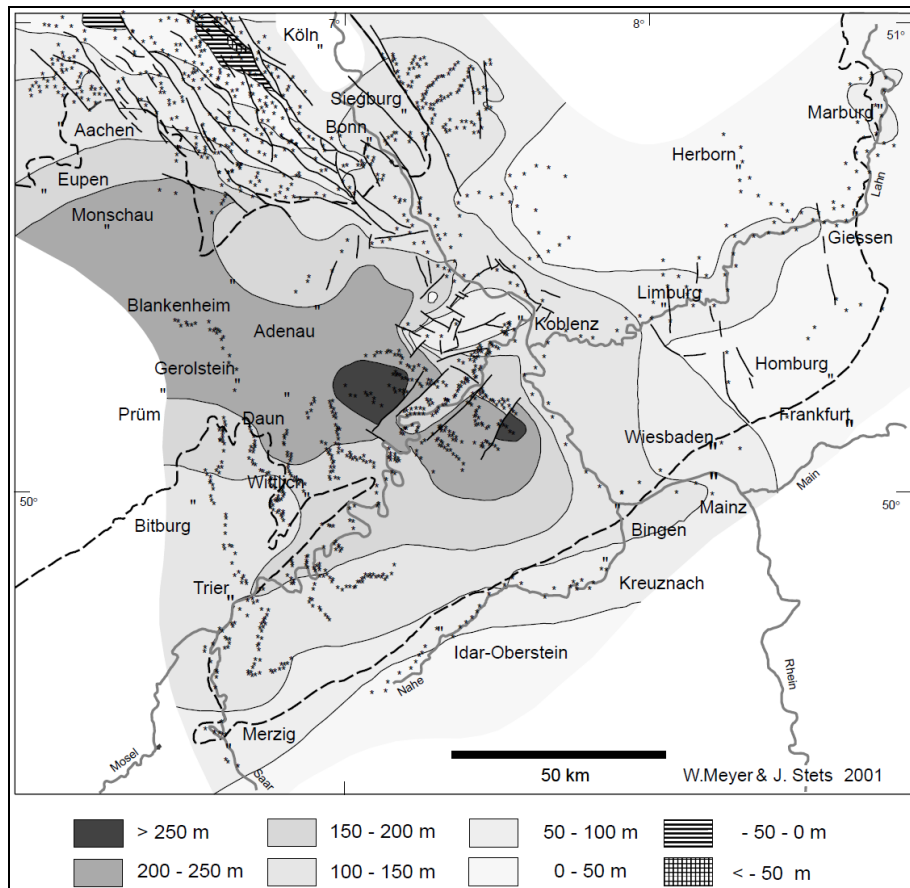 7° 8°
Köln
51°
Siegburg
Marburg
Bonn
Aachen
Herborn
Eupen
Lahn
Monschau
Giessen
Blankenheim
Limburg
Adenau
Koblenz
Gerolstein
Homburg
Prüm
Daun
Frankfurt
Wiesbaden
Wittlich
Main
50° 50°
Mainz
Bitburg
Bingen
Trier
Kreuznach
Idar-Oberstein
Nahe
Rhein
Merzig
Mosel
Saar
50 km W.Meyer & J. Stets 2001
> 250 m 150 - 200 m 50 - 100 m - 50 - 0 m
200 - 250 m 100 - 150 m 0 - 50 m < - 50 m